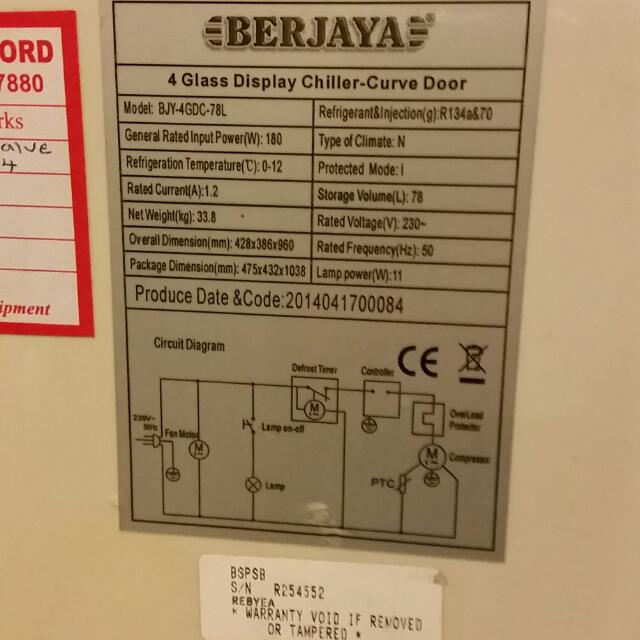 ORD
7880
rks
alve
4
ipment
BERJAYA®
4 Glass Display Chiller-Curve Door
Model: BJY-4GDC-78L
Refrigerant&Injection(g):R134a&70
General Rated Input Power(W): 180
Type of Climate: N
Refrigeration Temperature(℃): 0-12
Protected Mode: I
Rated Current(A):1.2
Storage Volume(L): 78
Net Weight(kg): 33.8
Rated Voltage(V): 230~
Overall Dimension(mm): 428x386x960
Rated Frequency(Hz): 50
Package Dimension(mm): 475x432x1038
Lamp power(W):11
Produce Date &Code:2014041700084
Circuit Diagram
CE
Defrost Timer
Controller
M
230V~
50Hz
Fan Motor
M
Lamp on-off
OverLoad
Protector
M
Compressor
PTC
Lamp
BSPSB
S/N R254552
REBYEA
* WARRANTY VOID IF REMOVED
OR TAMPERED *